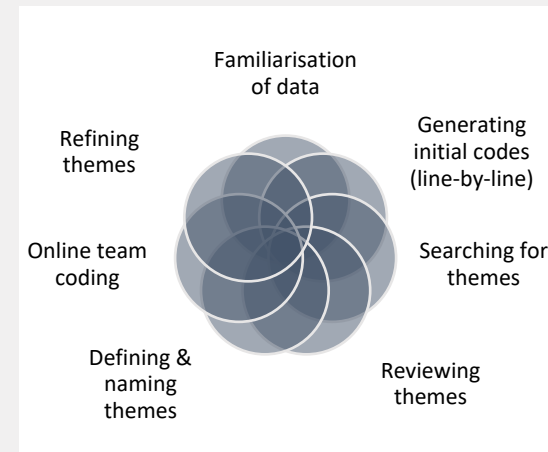 Familiarisation
of data
Generating
initial codes
(line-by-line)
Searching for
themes
Reviewing
themes
Defining &
naming
themes
Online team
coding
Refining
themes